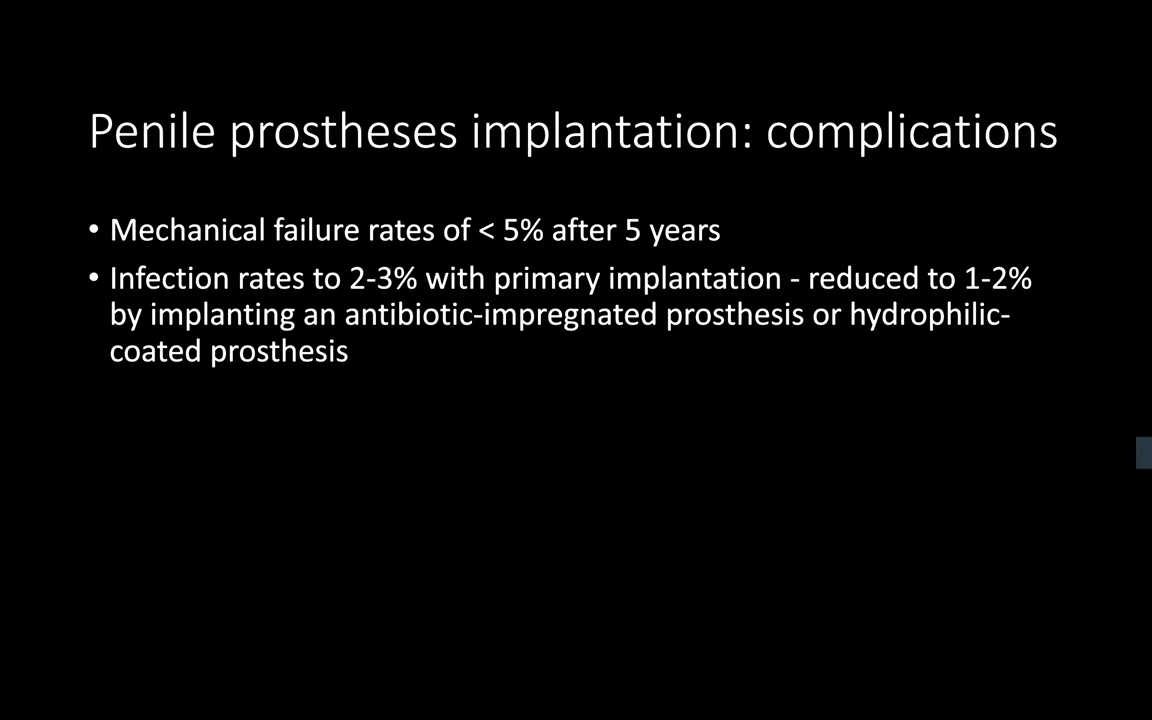 Penile prostheses implantation: complications
• Mechanical failure rates of < 5% after 5 years
• Infection rates to 2-3% with primary implantation - reduced to 1-2%
by implanting an antibiotic-impregnated prosthesis or hydrophilic-
coated prosthesis